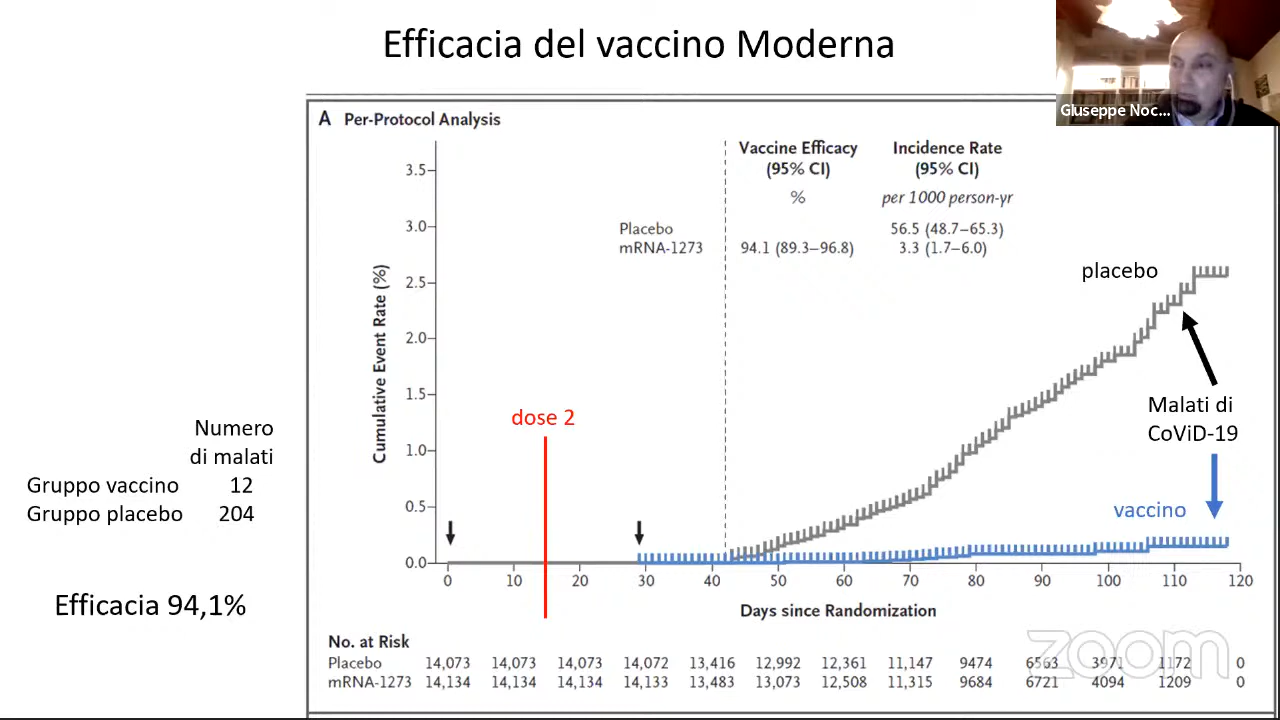 Efficacia del vaccino Moderna
Giuseppe Noc...
A Per-Protocol Analysis
Vaccine Efficacy
(95% CI)
Incidence Rate
(95% CI)
%
per 1000 person-yr
Placebo 56.5 (48.7–65.3)
mRNA-1273 94.1 (89.3–96.8) 3.3 (1.7–6.0)
Cumulative Event Rate (%)
3.5
3.0
2.5
2.0
1.5
1.0
0.5
0.0
placebo
dose 2
Malati di
CoViD-19
vaccino
0 10 20 30 40 50 60 70 80 90 100 110 120
Days since Randomization
Numero
di malati
Gruppo vaccino 12
Gruppo placebo 204
Efficacia 94,1%
No. at Risk
Placebo 14,073 14,073 14,073 14,072 13,416 12,992 12,361 11,147 9474 6563 3971 1172 0
mRNA-1273 14,134 14,134 14,134 14,133 13,483 13,073 12,508 11,315 9684 6721 4094 1209 0
zoom